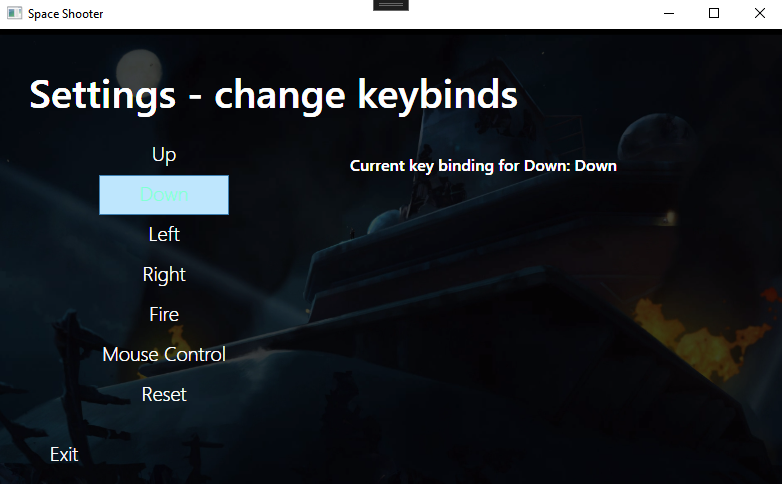 Space Shooter
Settings - change keybinds
Up
Current key binding for Down: Down
Down
Left
Right
Fire
Mouse Control
Reset
Exit